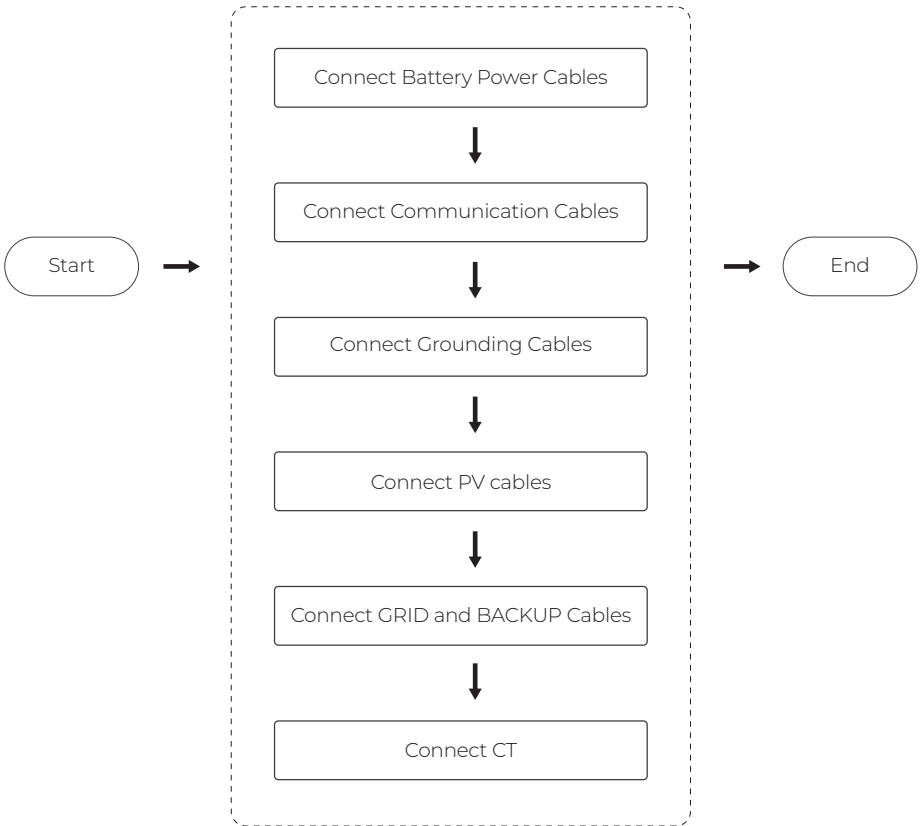 Start
Connect Battery Power Cables
Connect Communication Cables
Connect Grounding Cables
Connect PV cables
Connect GRID and BACKUP Cables
Connect CT
End